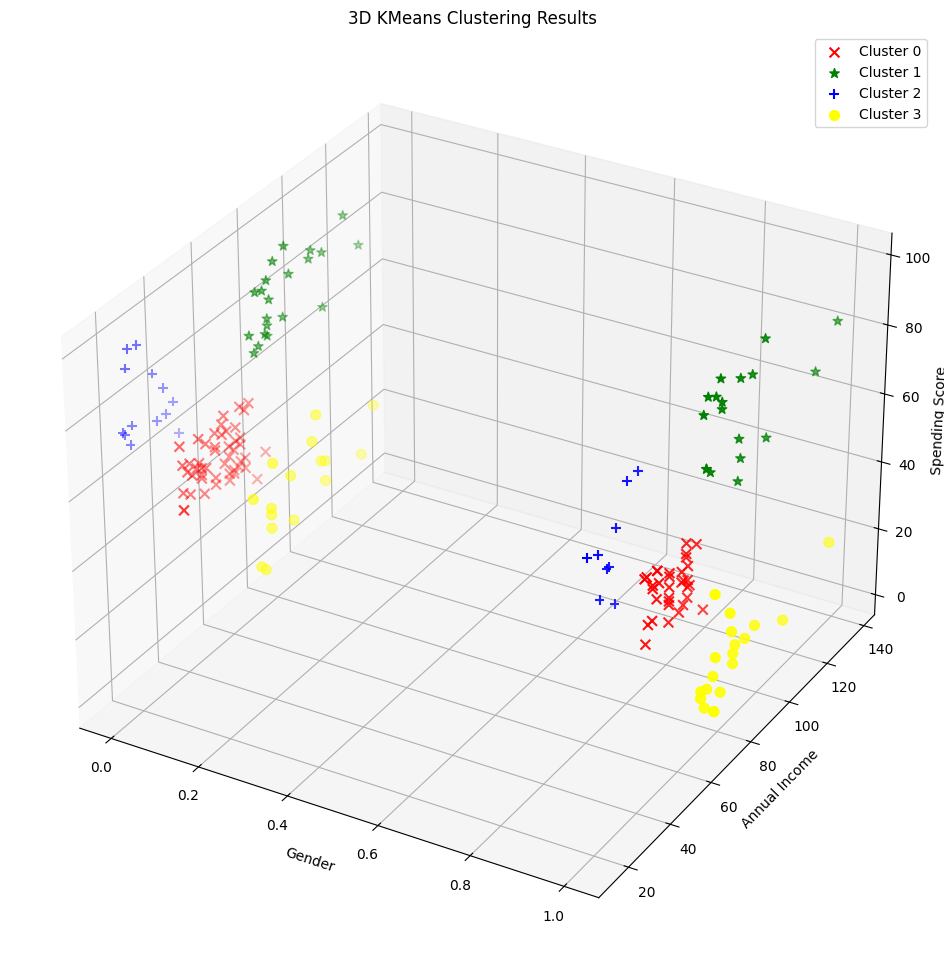 3D KMeans Clustering Results
Cluster 0
Cluster 1
Cluster 2
Cluster 3
100
80
60
40
20
0
Spending Score
140
120
100
80
60
40
20
Annual Income
0.0
0.2
0.4
0.6
0.8
1.0
Gender